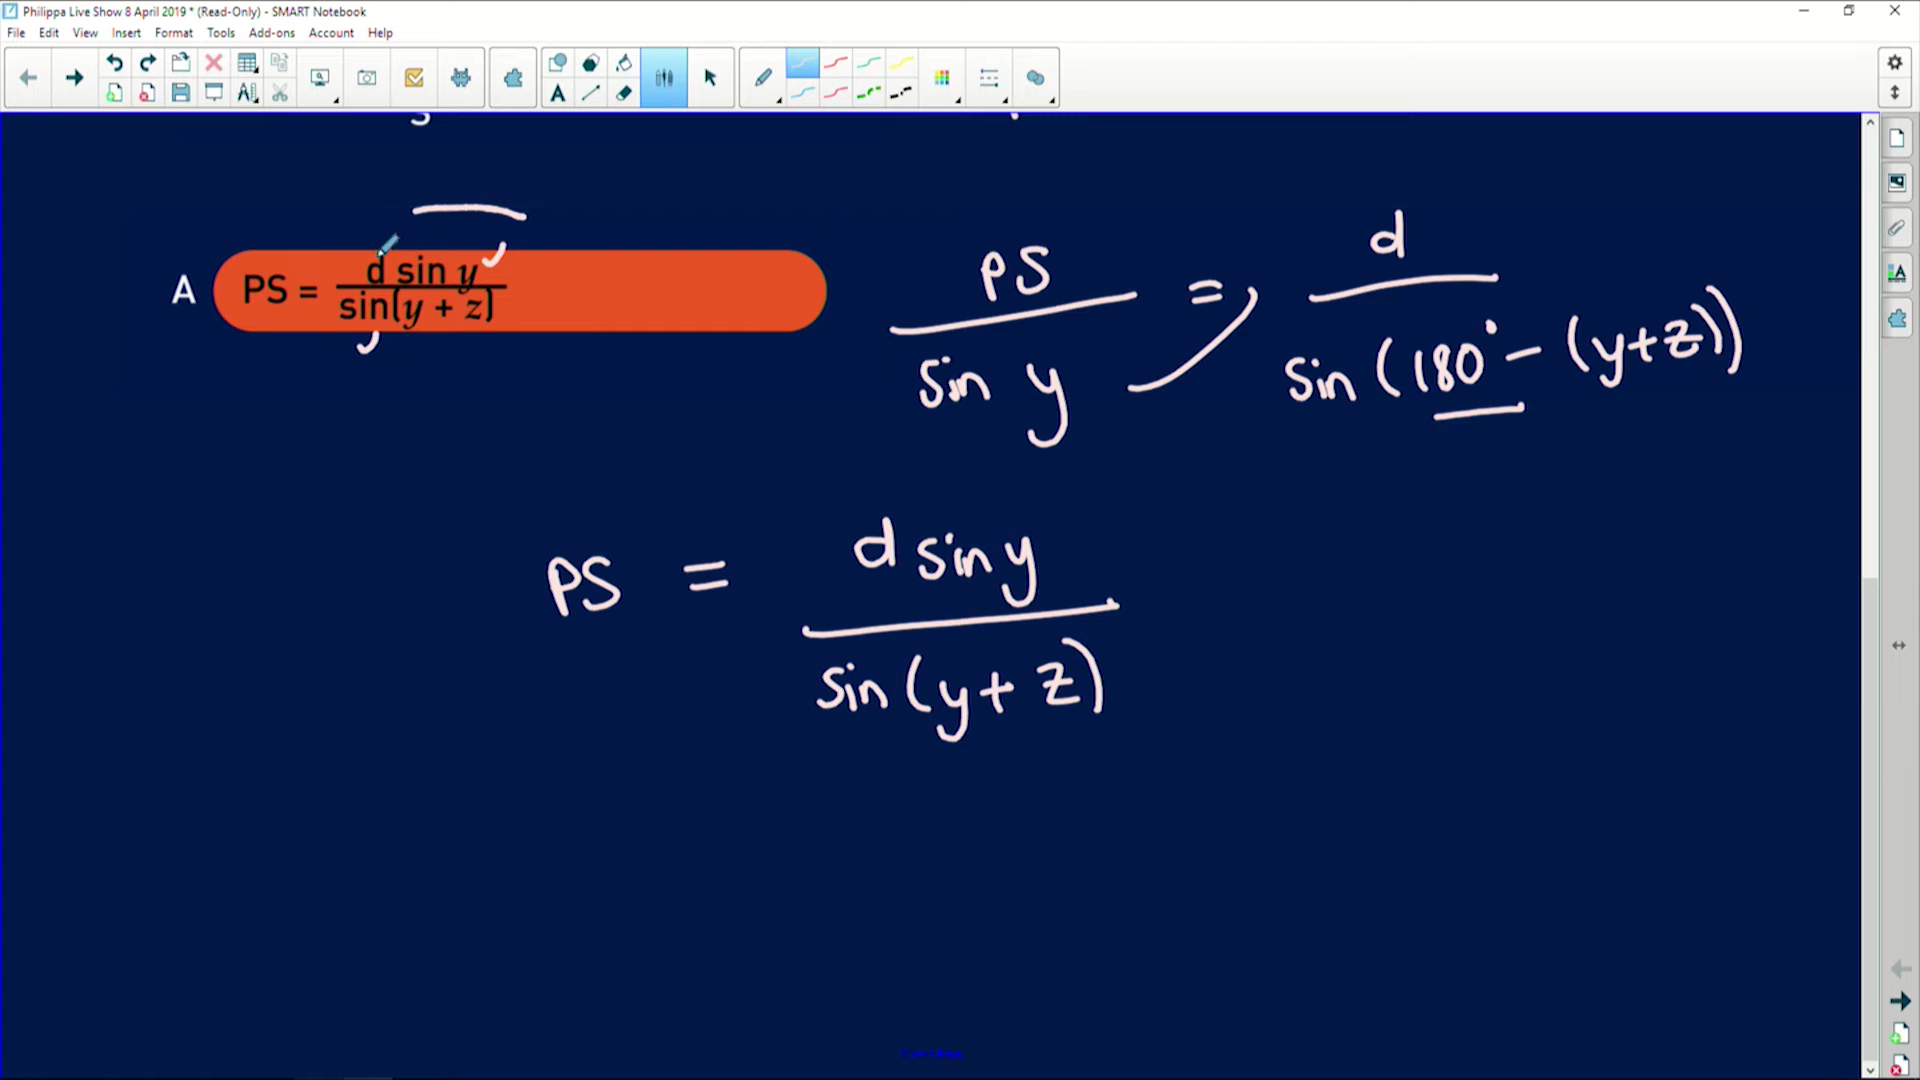 Philippa Live Show 8 April 2019 * (Read-Only) - SMART Notebook
File Edit View Insert Format Tools Add-ons Account Help
A PS = d sin y / sin(y + z)
PS / sin y = d / sin (180° - (y+z))
PS = d sin y / sin (y + z)